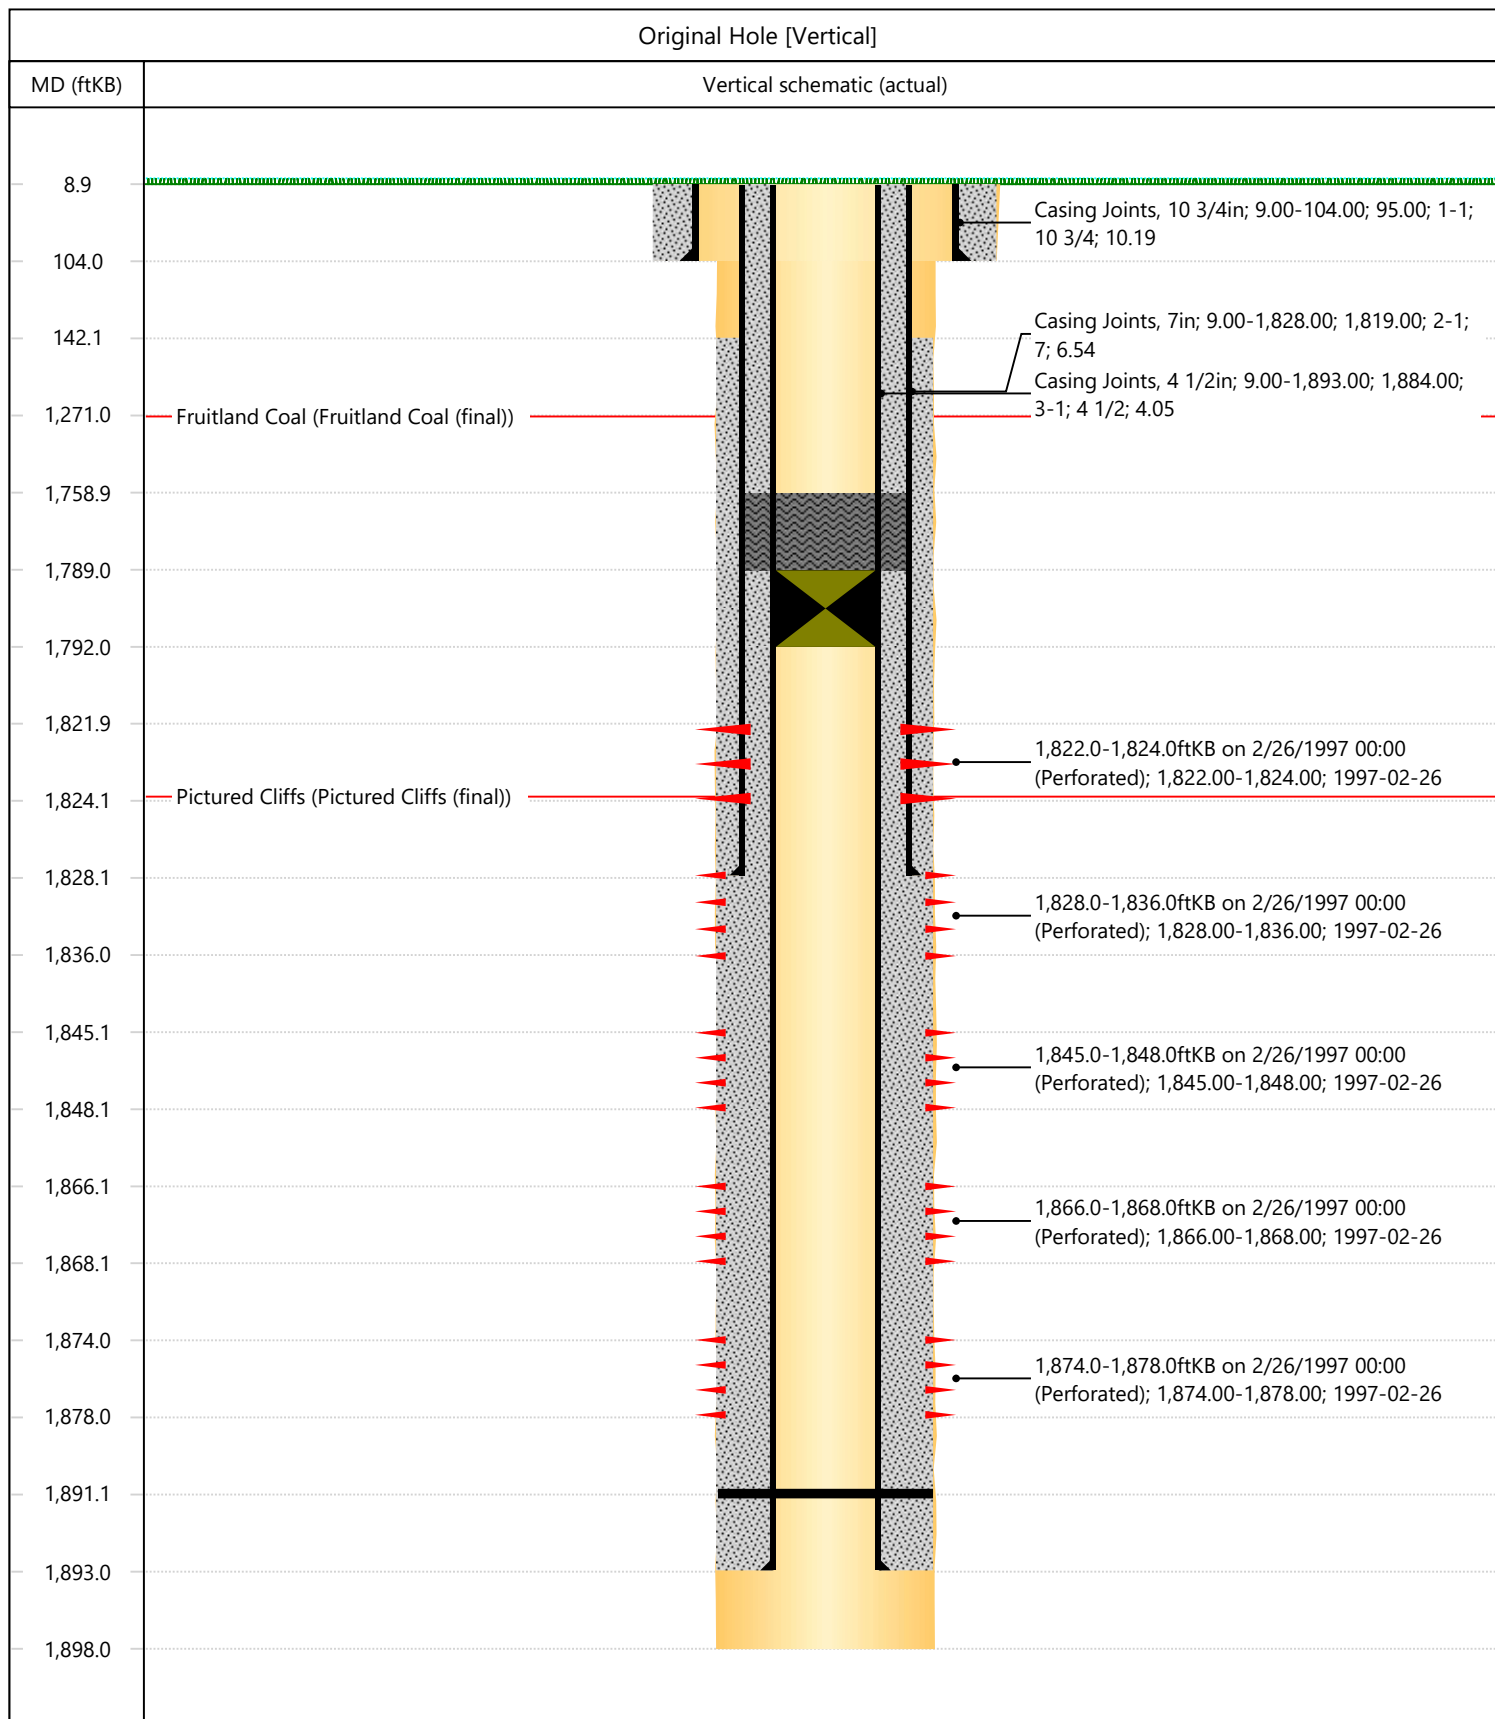 Original Hole [Vertical]
MD (ftKB)
Vertical schematic (actual)
8.9
Casing Joints, 10 3/4in; 9.00-104.00; 95.00; 1-1;
10 3/4; 10.19
104.0
Casing Joints, 7in; 9.00-1,828.00; 1,819.00; 2-1;
7; 6.54
142.1
Casing Joints, 4 1/2in; 9.00-1,893.00; 1,884.00;
3-1; 4 1/2; 4.05
1,271.0
Fruitland Coal (Fruitland Coal (final))
1,758.9
1,789.0
1,792.0
1,821.9
1,822.0-1,824.0ftKB on 2/26/1997 00:00
(Perforated); 1,822.00-1,824.00; 1997-02-26
Pictured Cliffs (Pictured Cliffs (final))
1,824.1
1,828.1
1,828.0-1,836.0ftKB on 2/26/1997 00:00
(Perforated); 1,828.00-1,836.00; 1997-02-26
1,836.0
1,845.1
1,845.0-1,848.0ftKB on 2/26/1997 00:00
(Perforated); 1,845.00-1,848.00; 1997-02-26
1,848.1
1,866.1
1,866.0-1,868.0ftKB on 2/26/1997 00:00
(Perforated); 1,866.00-1,868.00; 1997-02-26
1,868.1
1,874.0
1,874.0-1,878.0ftKB on 2/26/1997 00:00
(Perforated); 1,874.00-1,878.00; 1997-02-26
1,878.0
1,891.1
1,893.0
1,898.0